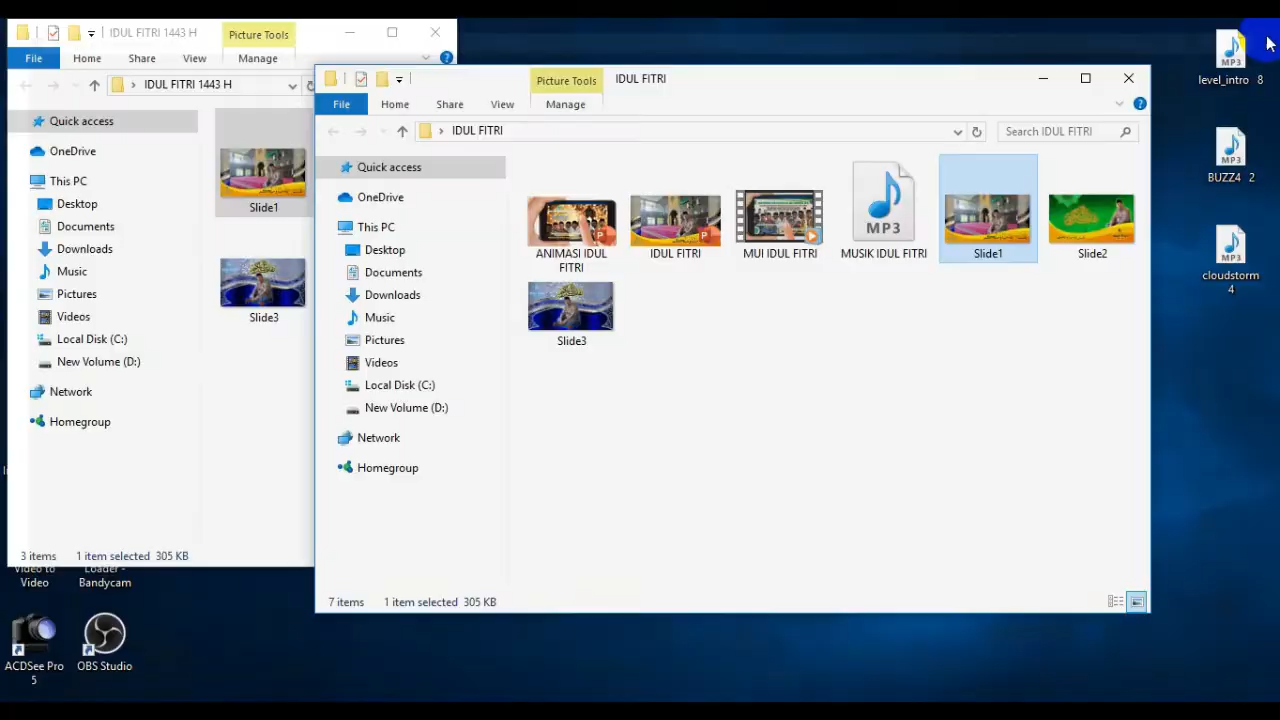 IDUL FITRI 1443 H
Picture Tools
File
Home
Share
View
Manage
IDUL FITRI 1443 H
Quick access
OneDrive
This PC
Desktop
Documents
Downloads
Music
Pictures
Videos
Local Disk (C:)
New Volume (D:)
Network
Homegroup
Slide1
Slide3
3 items
1 item selected 305 KB
Picture Tools
IDUL FITRI
File
Home
Share
View
Manage
IDUL FITRI
Search IDUL FITRI
Quick access
OneDrive
This PC
Desktop
Documents
Downloads
Music
Pictures
Videos
Local Disk (C:)
New Volume (D:)
Network
Homegroup
ANIMASI IDUL
FITRI
IDUL FITRI
MUI IDUL FITRI
MP3
MUSIK IDUL FITRI
Slide1
Slide2
Slide3
7 items
1 item selected 305 KB
MP3
level_intro 8
MP3
BUZZ4 2
MP3
cloudstorm
4
Video to
Video
Loader -
Bandycam
ACDSee Pro
5
OBS Studio